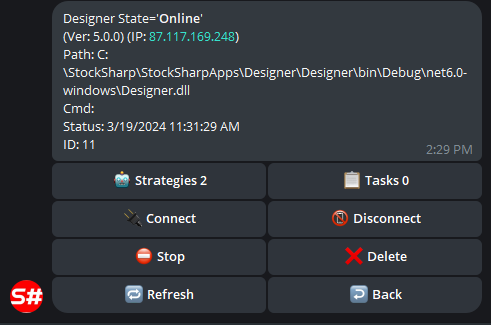 Designer State='Online'
(Ver: 5.0.0) (IP: 87.117.169.248)
Path: C:
\StockSharp\StockSharpApps\Designer\Designer\bin\Debug\net6.0-
windows\Designer.dll
Cmd:
Status: 3/19/2024 11:31:29 AM
ID: 11
2:29 PM
Strategies 2
Tasks 0
Connect
Disconnect
Stop
Delete
S#
Refresh
Back